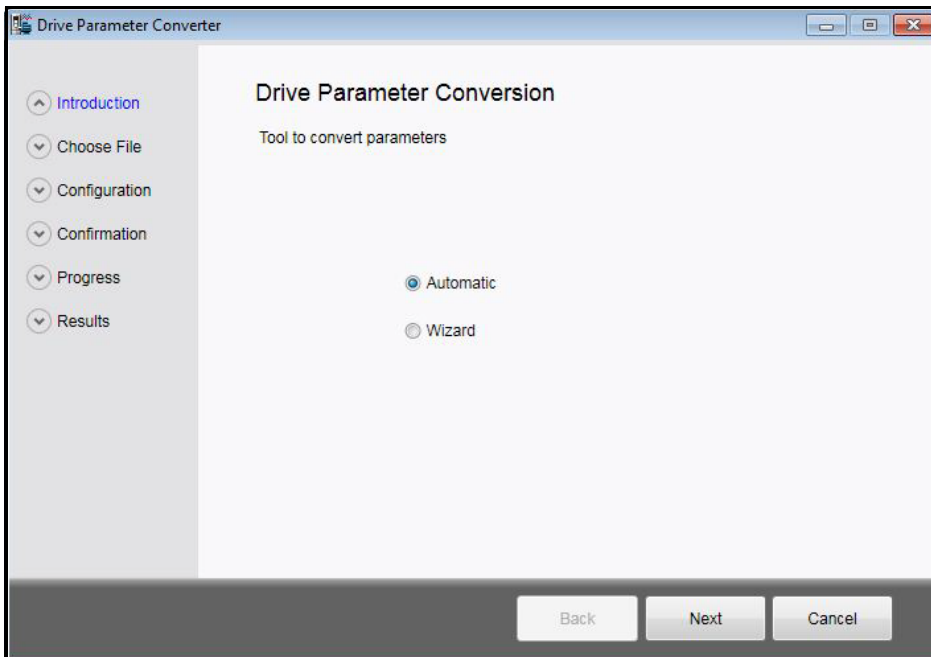 Drive Parameter Converter
Introduction
Choose File
Configuration
Confirmation
Progress
Results
Drive Parameter Conversion
Tool to convert parameters
Automatic
Wizard
Back
Next
Cancel